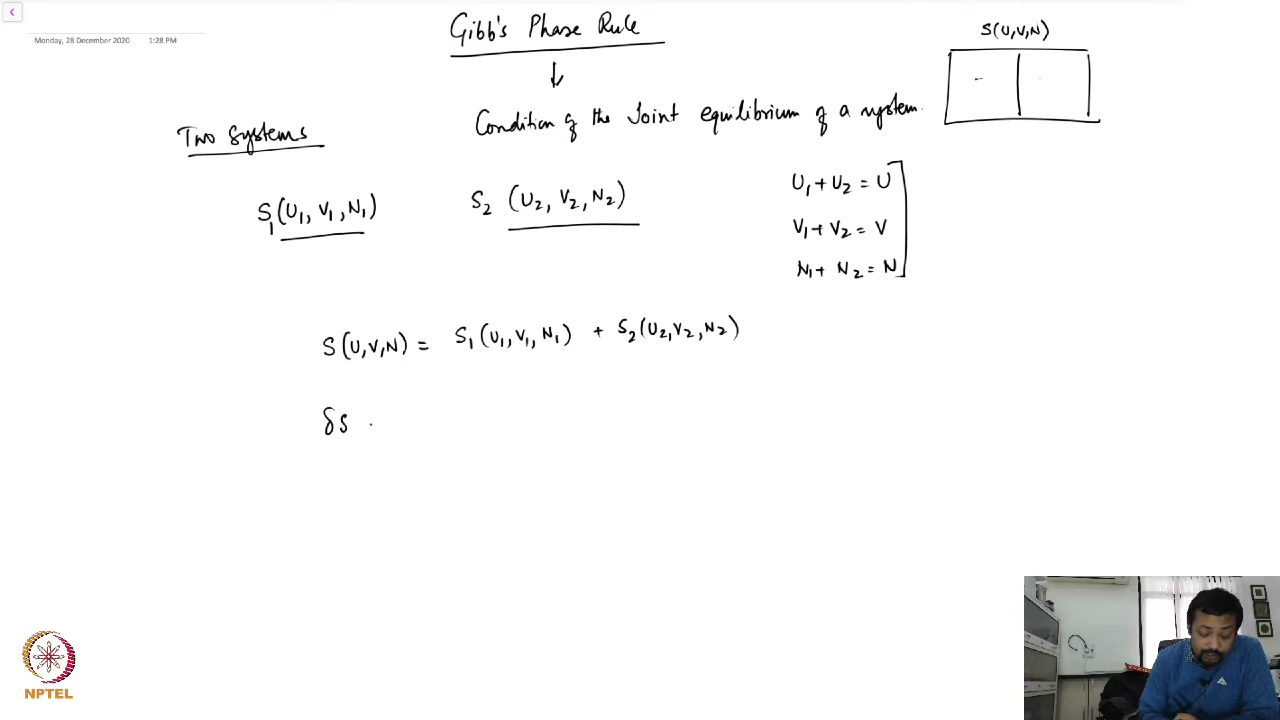 Gibb's Phase Rule
S(U,V,N)
Monday, 28 December 2020 1:28 PM
Condition of the Joint equilibrium of a system.
Two Systems
S₁(U₁, V₁, N₁) S₂ (U₂, V₂, N₂)
U₁ + U₂ = U
V₁ + V₂ = V
N₁ + N₂ = N
S(U,V,N) = S₁(U₁,V₁,N₁) + S₂(U₂,V₂,N₂)
δS
NPTEL